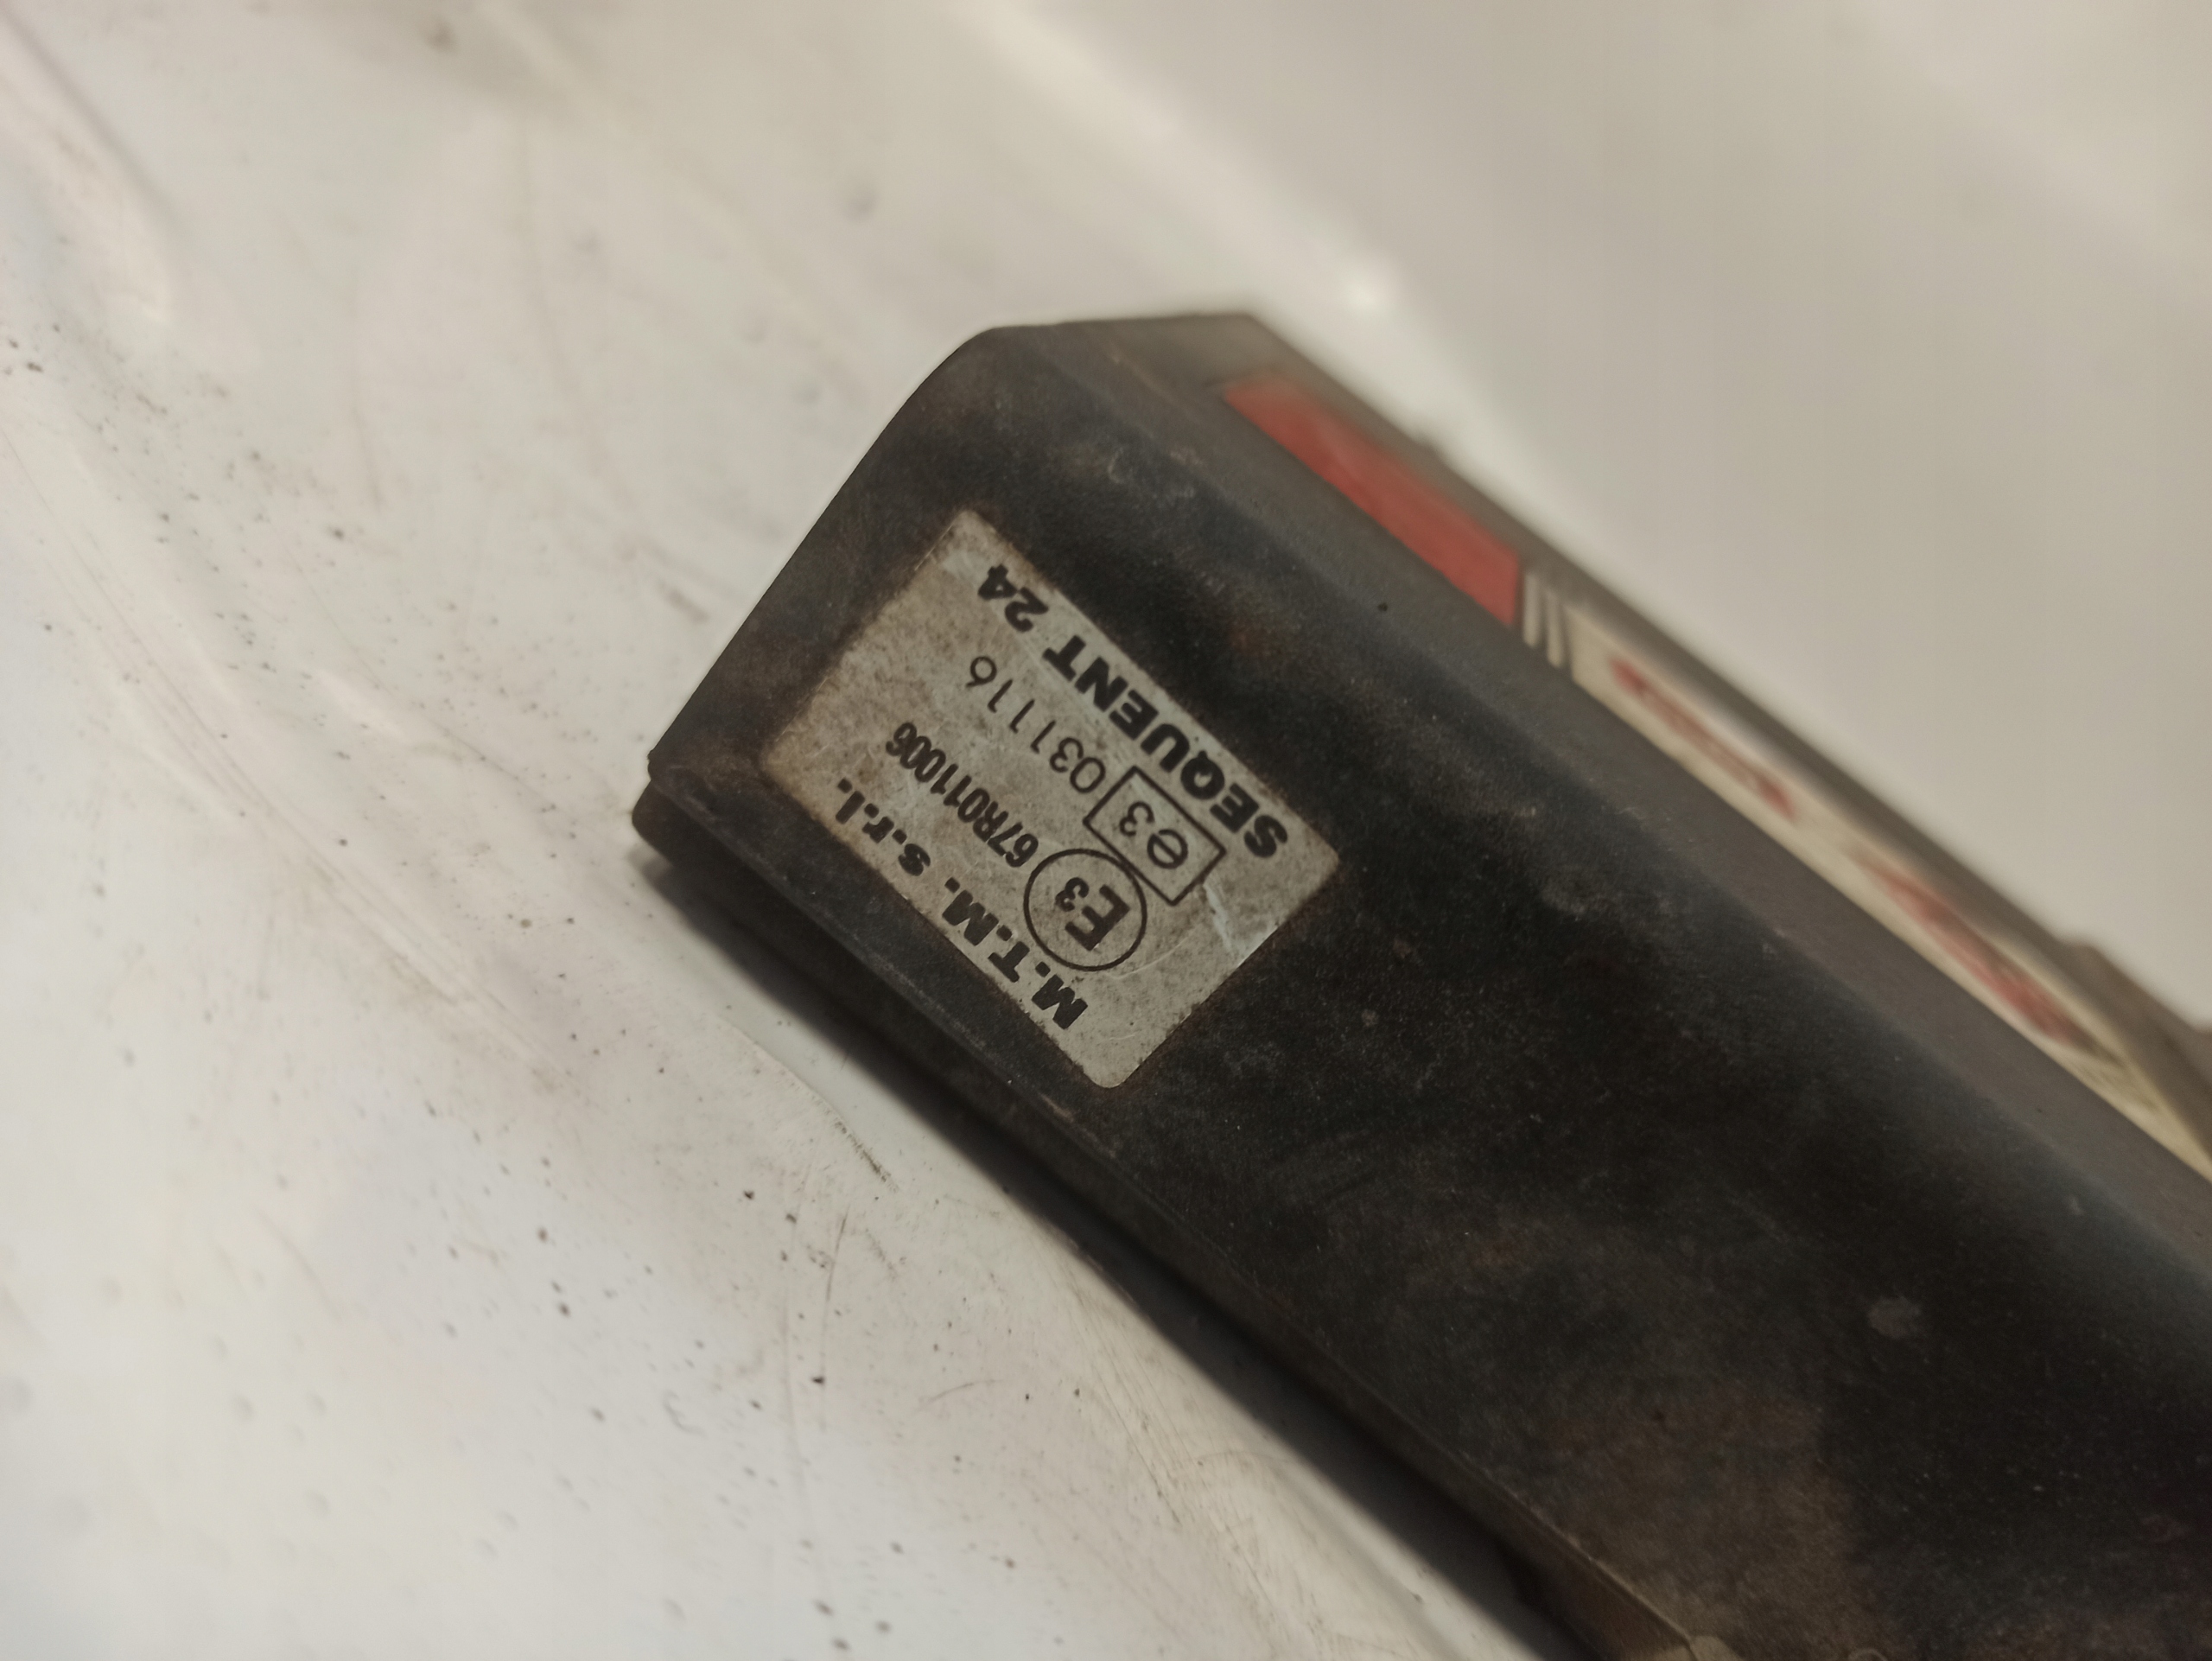 M.T.M. s.r.l.
E3 67R011006
e3 031116
SEQUENT 24